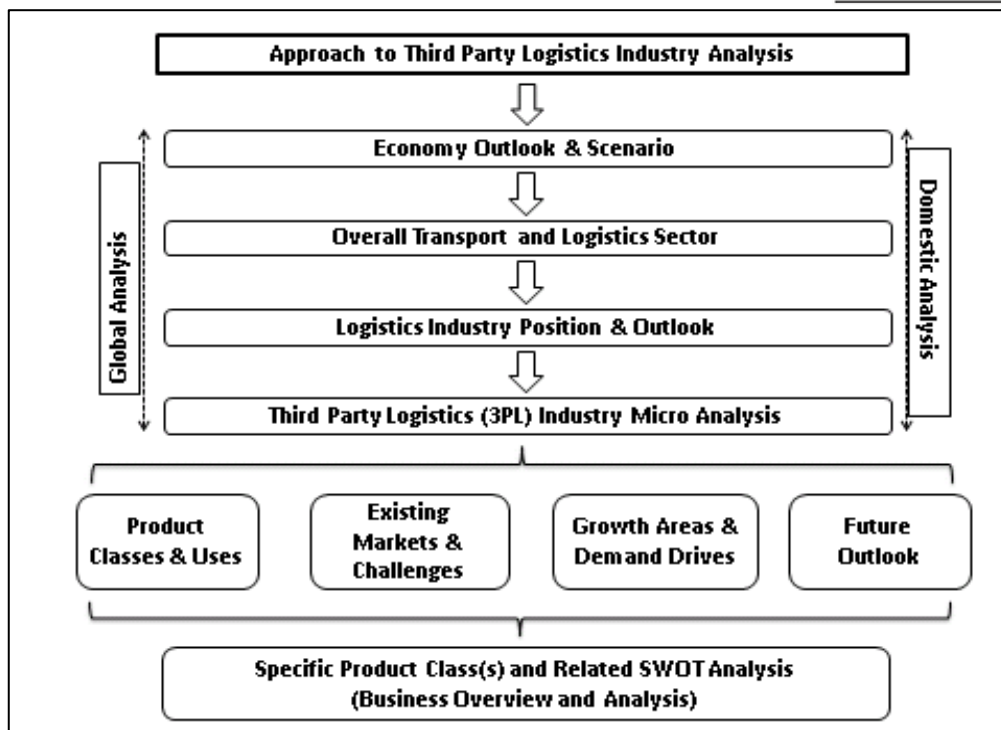 Approach to Third Party Logistics Industry Analysis
Economy Outlook & Scenario
Overall Transport and Logistics Sector
Logistics Industry Position & Outlook
Third Party Logistics (3PL) Industry Micro Analysis
Global Analysis
Domestic Analysis
Product
Classes & Uses
Existing
Markets &
Challenges
Growth Areas &
Demand Drives
Future
Outlook
Specific Product Class(s) and Related SWOT Analysis
(Business Overview and Analysis)